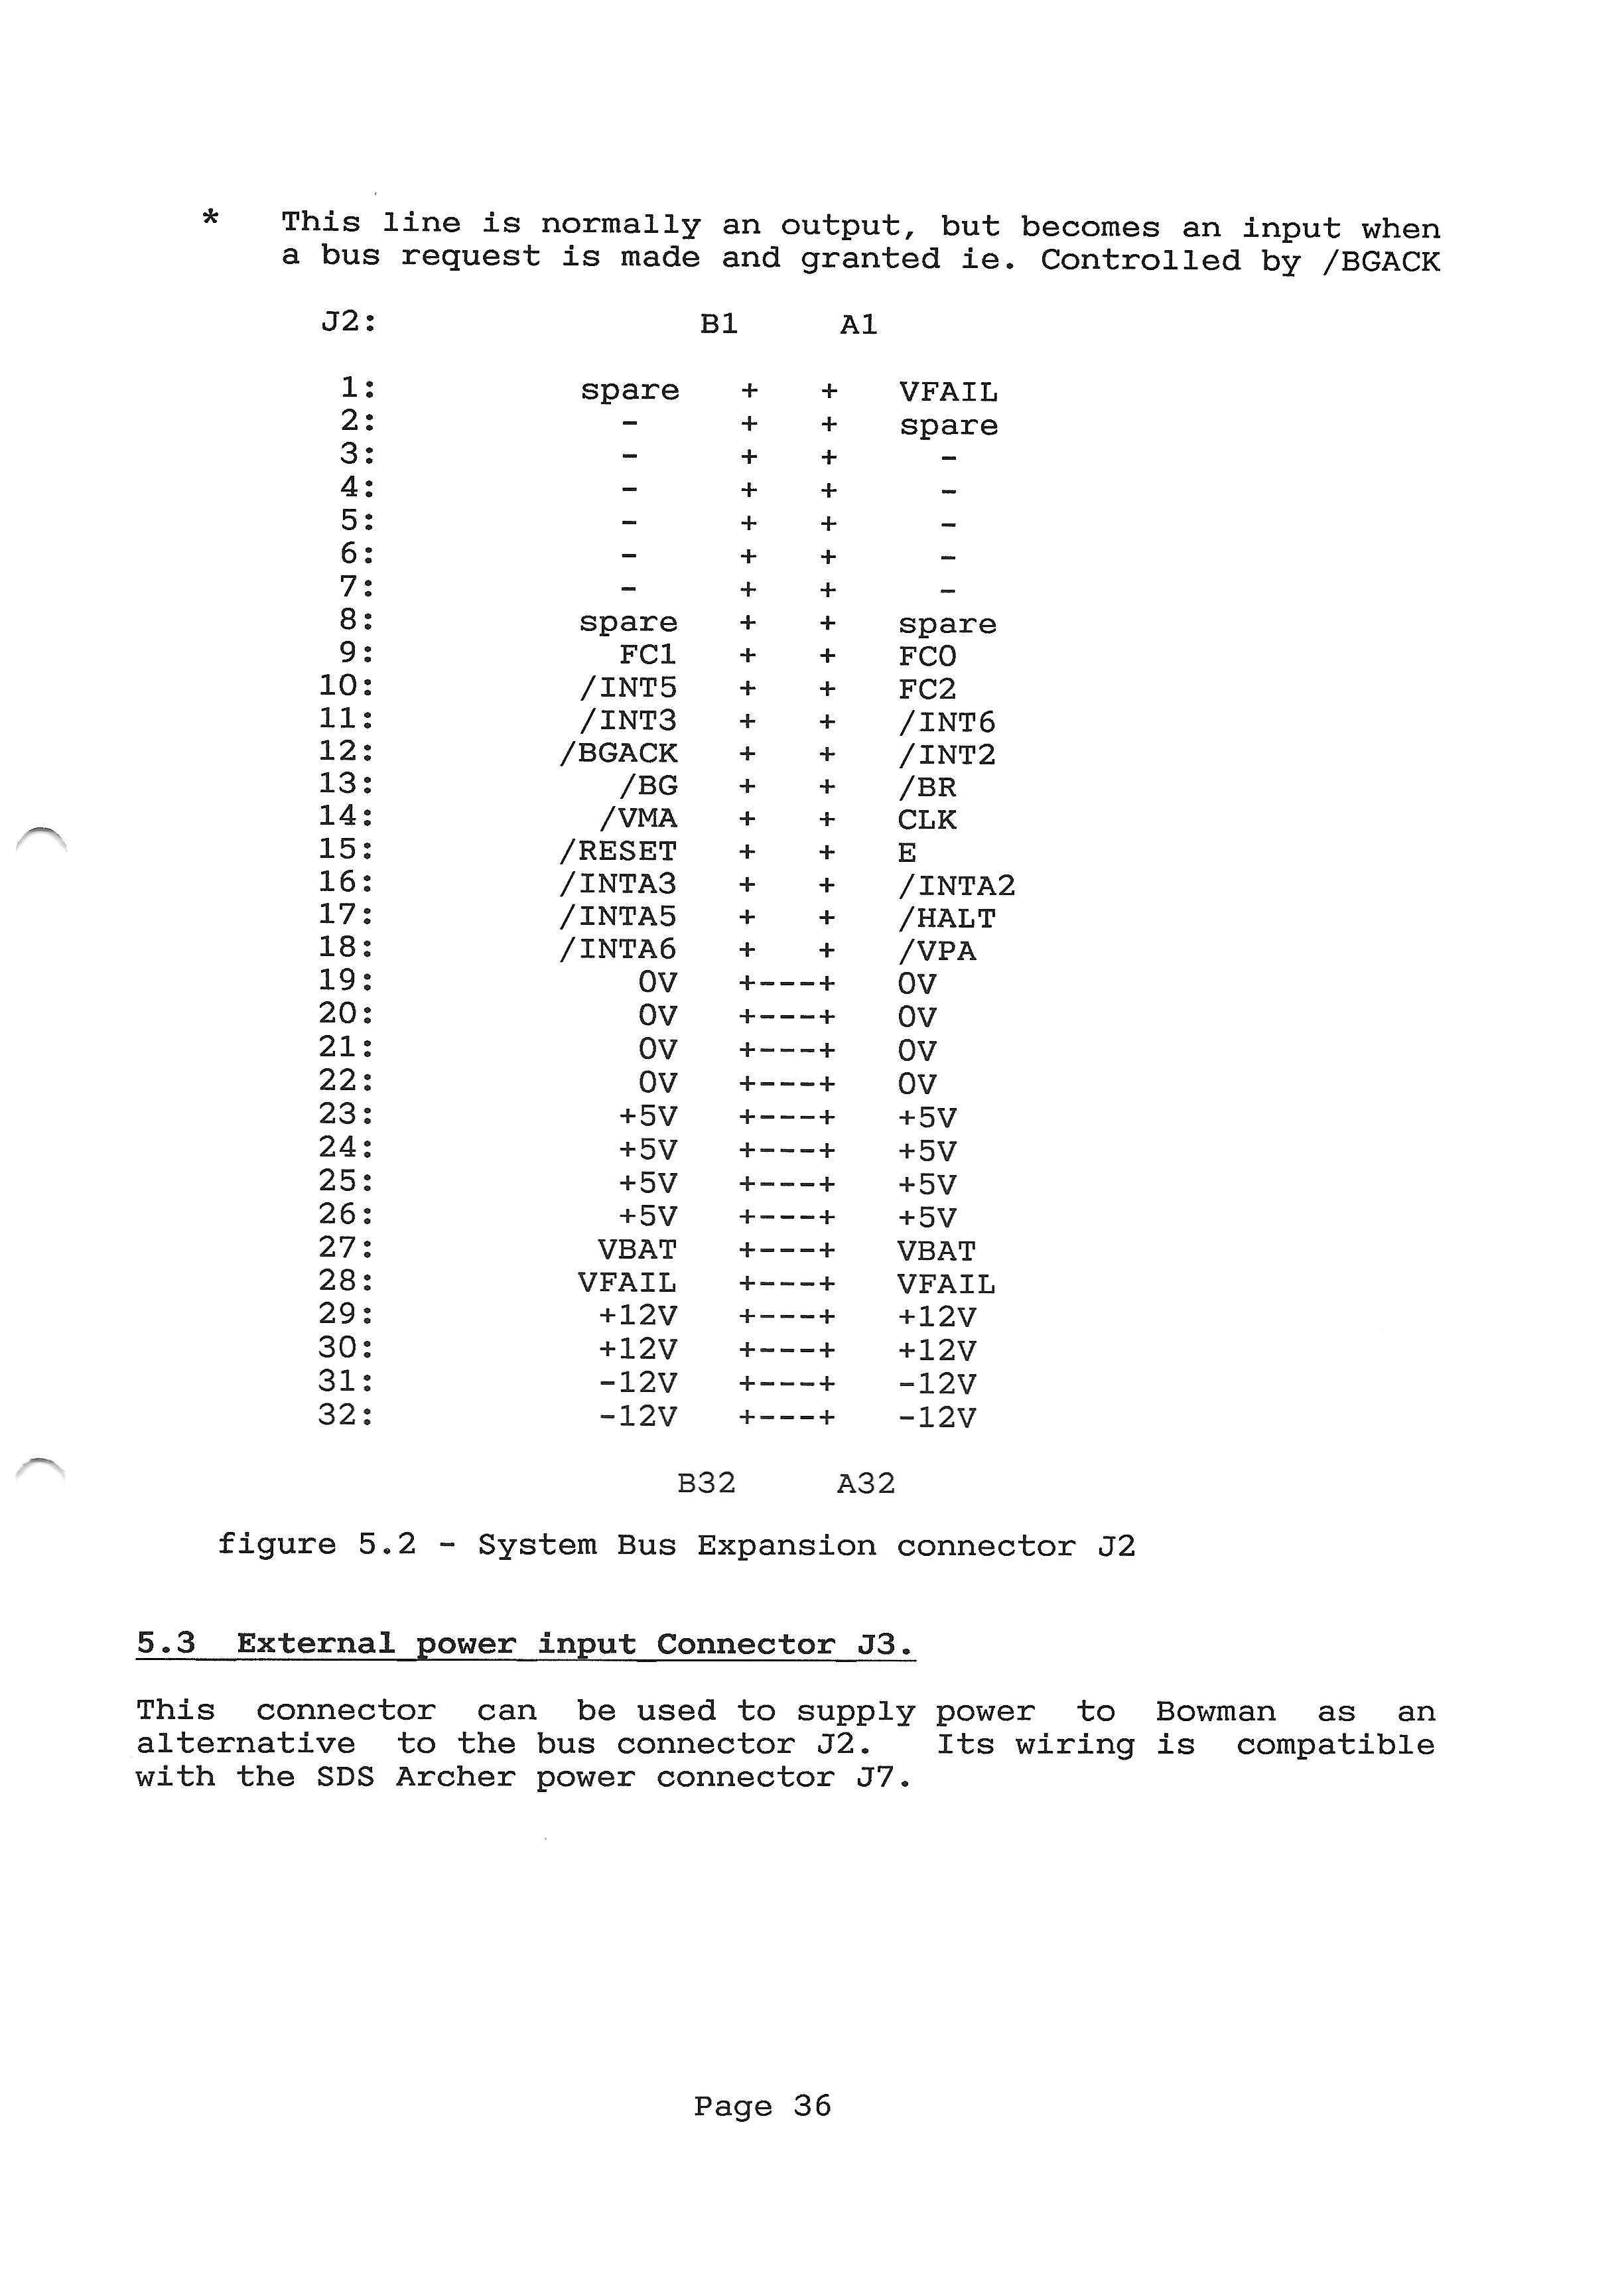 * This line is normally an output, but becomes an input when
a bus request is made and granted ie. Controlled by /BGACK
J2: B1 A1
1: spare + + VFAIL
2: - + + spare
3: - + + -
4: - + + -
5: - + + -
6: - + + -
7: - + + -
8: spare + + spare
9: FC1 + + FC0
10: /INT5 + + FC2
11: /INT3 + + /INT6
12: /BGACK + + /INT2
13: /BG + + /BR
14: /VMA + + CLK
15: /RESET + + E
16: /INTA3 + + /INTA2
17: /INTA5 + + /HALT
18: /INTA6 + + /VPA
19: 0V +---+ 0V
20: 0V +---+ 0V
21: 0V +---+ 0V
22: 0V +---+ 0V
23: +5V +---+ +5V
24: +5V +---+ +5V
25: +5V +---+ +5V
26: +5V +---+ +5V
27: VBAT +---+ VBAT
28: VFAIL +---+ VFAIL
29: +12V +---+ +12V
30: +12V +---+ +12V
31: -12V +---+ -12V
32: -12V +---+ -12V
B32 A32
figure 5.2 - System Bus Expansion connector J2
5.3 External power input Connector J3.
This connector can be used to supply power to Bowman as an
alternative to the bus connector J2. Its wiring is compatible
with the SDS Archer power connector J7.
Page 36